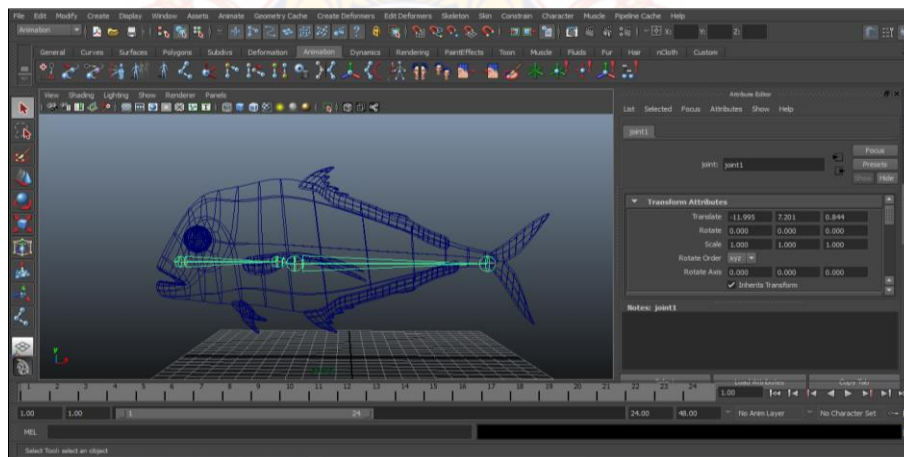 File Edit Modify Create Display Window Assets Animate Geometry Cache Create Deformers Edit Deformers Skeleton Skin Constrain Character Muscle Pipeline Cache Help
Animation X: Y: Z:
General Curves Surfaces Polygons Subdivs Deformation Animation Dynamics Rendering PaintEffects Toon Muscle Fluids Fur Hair nCloth Custom
View Shading Lighting Show Renderer Panels
Attribute Editor
List Selected Focus Attributes Show Help
joint1
joint: joint1
Focus
Presets
Show Hide
Transform Attributes
Translate -11.995 7.201 0.844
Rotate 0.000 0.000 0.000
Scale 1.000 1.000 1.000
Rotate Order xyz
Rotate Axis 0.000 0.000 0.000
Inherits Transform
Notes: joint1
Select Load Attributes Copy Tab
1 2 3 4 5 6 7 8 9 10 11 12 13 14 15 16 17 18 19 20 21 22 23 24 1.00
1.00 1.00 1 24 24.00 48.00 No Anim Layer No Character Set
MEL
Select Tool: select an object